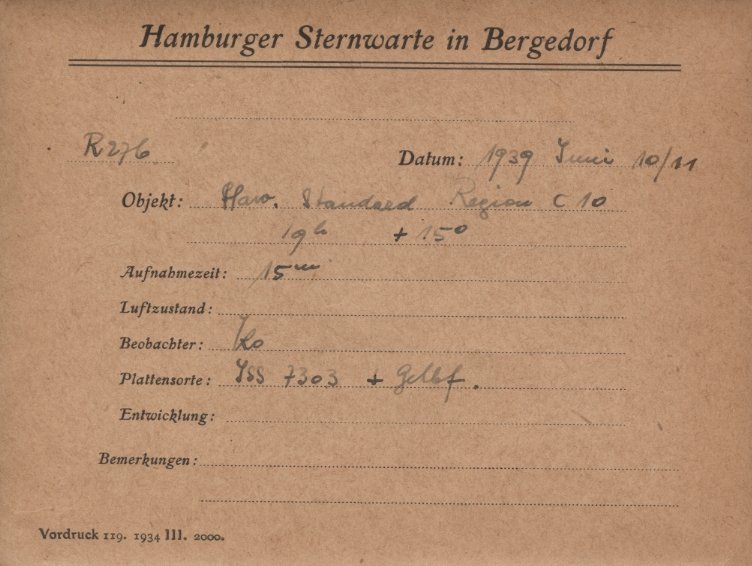 Hamburger Sternwarte in Bergedorf
R276 Datum: 1939 Juni 10/11
Objekt: Harv. Standard Region C 10
19h + 15°
Aufnahmezeit: 15m
Luftzustand:
Beobachter: Ko
Plattensorte: ISS 7303 + Gelbf.
Entwicklung:
Bemerkungen:
Vordruck 119. 1934 III. 2000.